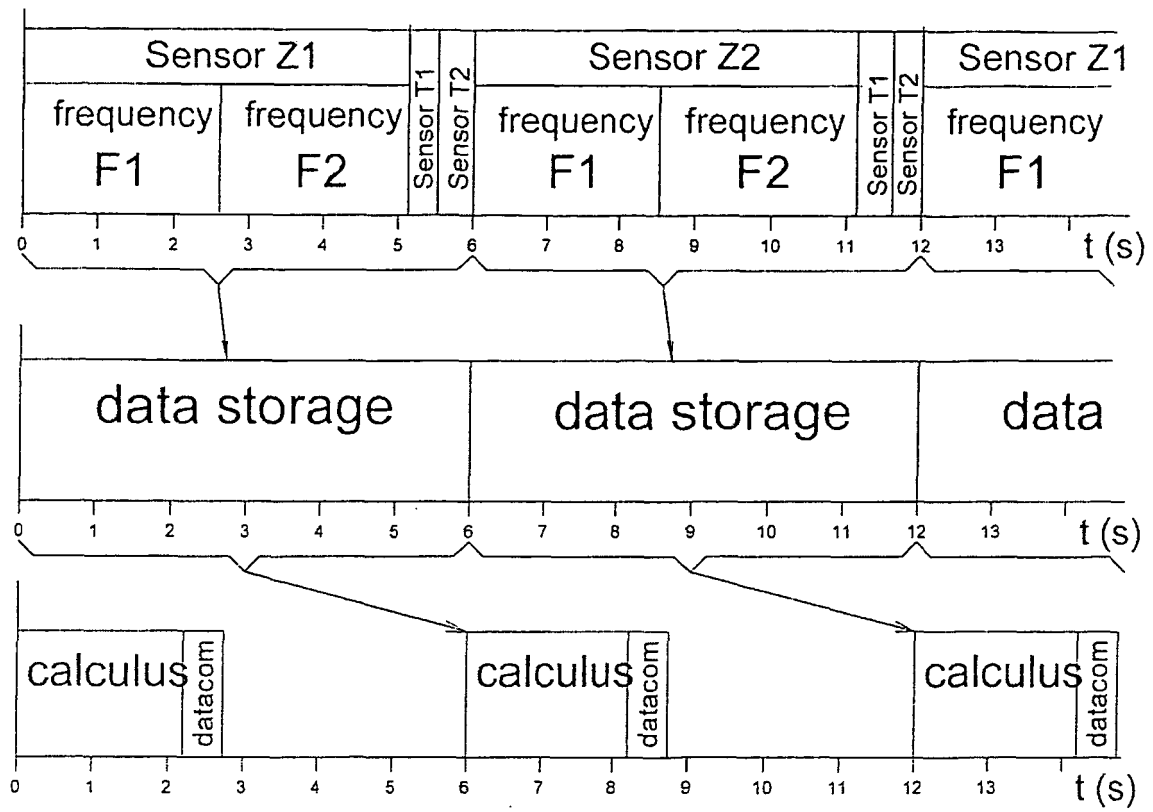 Sensor Z1 Sensor T1 Sensor T2 Sensor Z2 Sensor T1 Sensor T2 Sensor Z1
frequency frequency frequency frequency frequency
F1 F2 F1 F2 F1
0 1 2 3 4 5 6 7 8 9 10 11 12 13 t (s)
data storage data storage data
0 1 2 3 4 5 6 7 8 9 10 11 12 13 t (s)
calculus datacom calculus datacom calculus datacom
0 1 2 3 4 5 6 7 8 9 10 11 12 13 t (s)